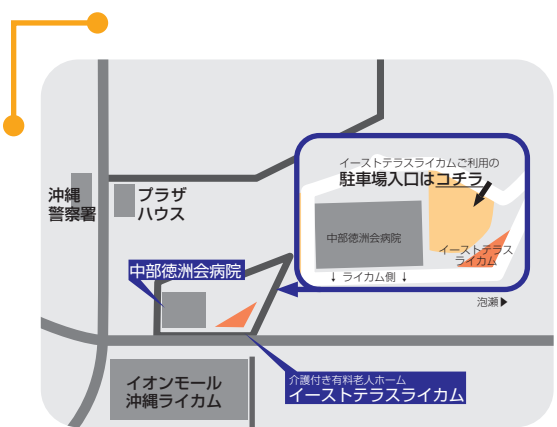 イーストテラスライカムご利用の
駐車場入口はコチラ
沖縄
警察署
プラザ
ハウス
中部徳洲会病院
イーストテラス
ライカム
↓ ライカム側 ↓
中部徳洲会病院
泡瀬▶
イオンモール
沖縄ライカム
介護付き有料老人ホーム
イーストテラスライカム